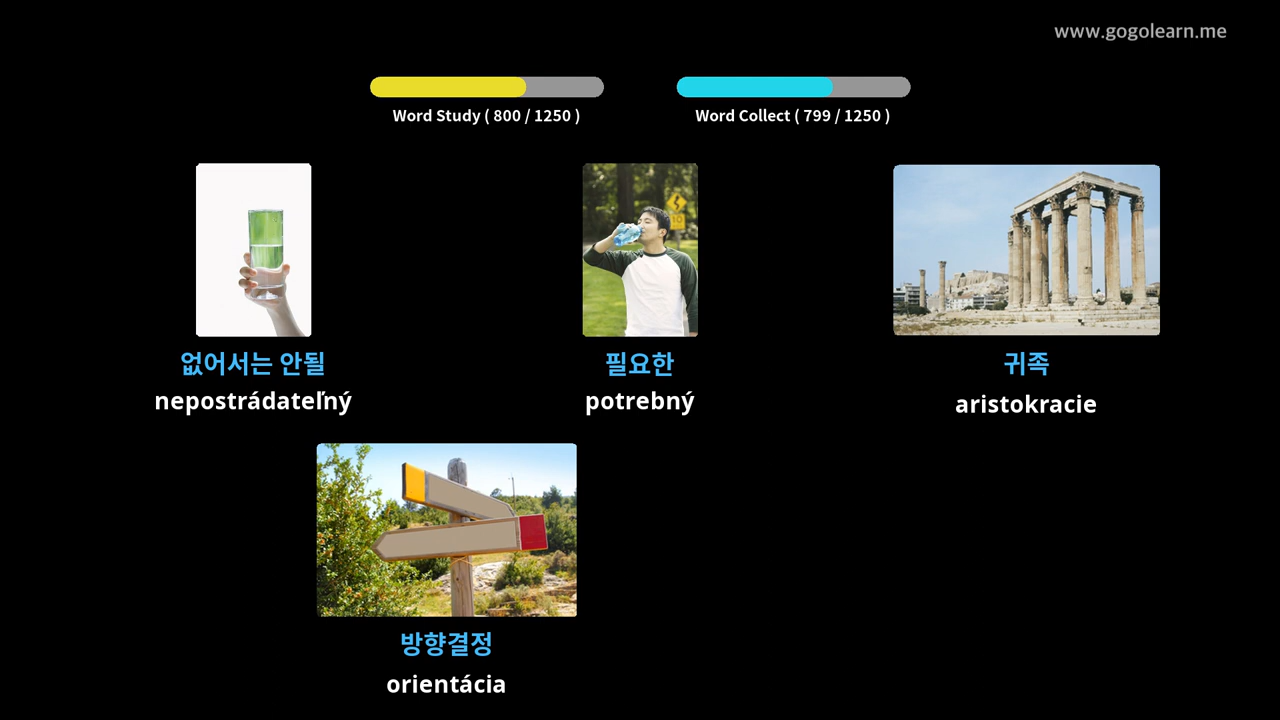 www.gogolearn.me
Word Study ( 800 / 1250 )
Word Collect ( 799 / 1250 )
없어서는 안될
nepostrádateľný
필요한
potrebný
귀족
aristokracie
방향결정
orientácia